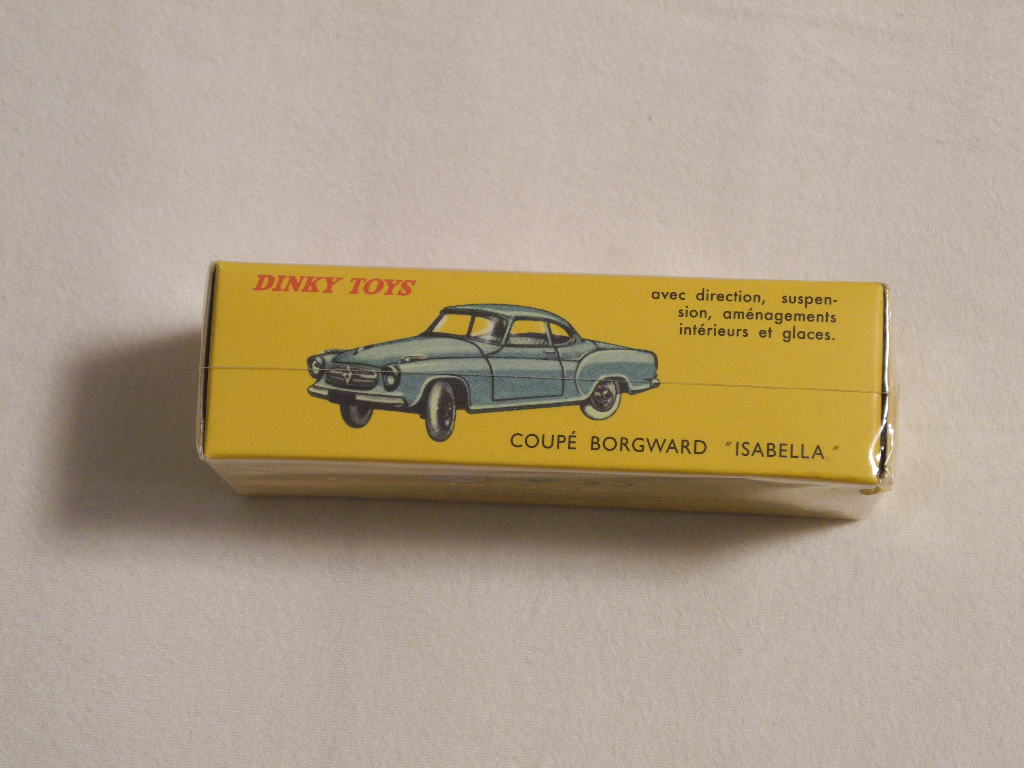 DINKY TOYS
avec direction, suspen-
sion, aménagements
intérieurs et glaces.
COUPÉ BORGWARD "ISABELLA"